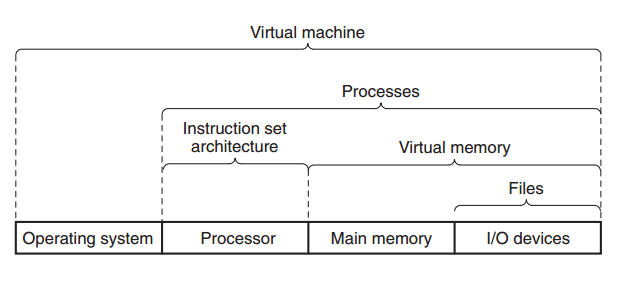 Virtual machine
Processes
Instruction set
architecture
Virtual memory
Files
Operating system
Processor
Main memory
I/O devices